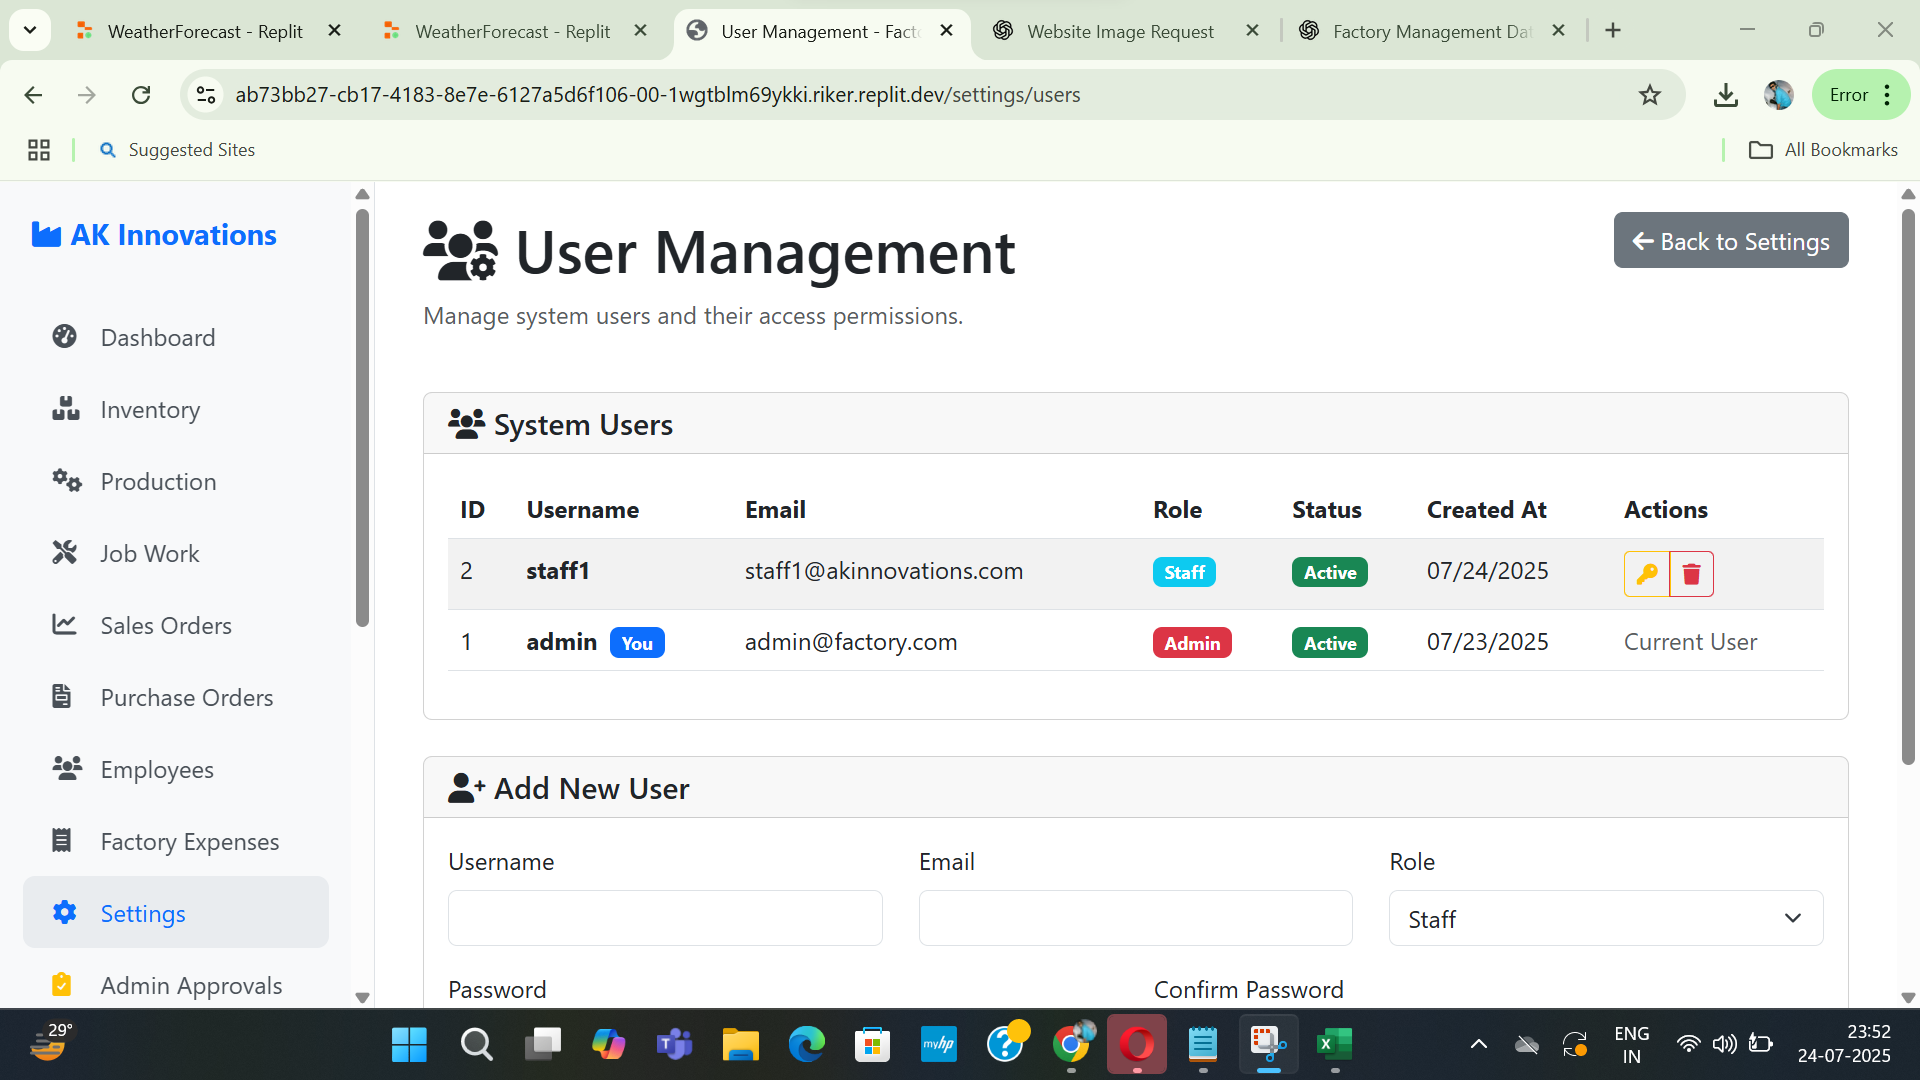 WeatherForecast - Replit
WeatherForecast - Replit
User Management - Facto
Website Image Request
Factory Management Dat
ab73bb27-cb17-4183-8e7e-6127a5d6f106-00-1wgtblm69ykki.riker.replit.dev/settings/users
Error
Suggested Sites
All Bookmarks
AK Innovations
Dashboard
Inventory
Production
Job Work
Sales Orders
Purchase Orders
Employees
Factory Expenses
Settings
Admin Approvals
User Management
Back to Settings
Manage system users and their access permissions.
System Users
ID Username Email Role Status Created At Actions
2 staff1 staff1@akinnovations.com Staff Active 07/24/2025
1 admin You admin@factory.com Admin Active 07/23/2025 Current User
Add New User
Username Email Role
Staff
Password Confirm Password
29°
myhp
ENG
IN
23:52
24-07-2025